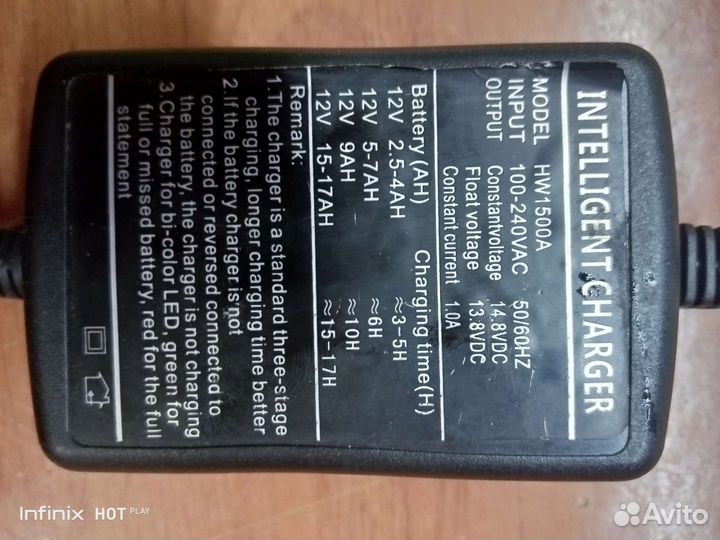 INTELLIGENT CHARGER
MODEL HW1500A
INPUT 100-240VAC 50/60HZ
OUTPUT Constantvoltage 14.8VDC
Float voltage 13.8VDC
Constant current 1.0A
Battery (AH) Charging time(H)
12V 2.5-4AH ≈3-5H
12V 5-7AH ≈6H
12V 9AH ≈10H
12V 15-17AH ≈15-17H
Remark:
1.The charger is a standard three-stage
charging, longer charging time better
2.If the battery charger is not
connected or reversed connected to
the battery, the charger is not charging
3.Charger for bi-color LED, green for
full or missed battery, red for the full
statement
Infinix HOT PLAY
Avito